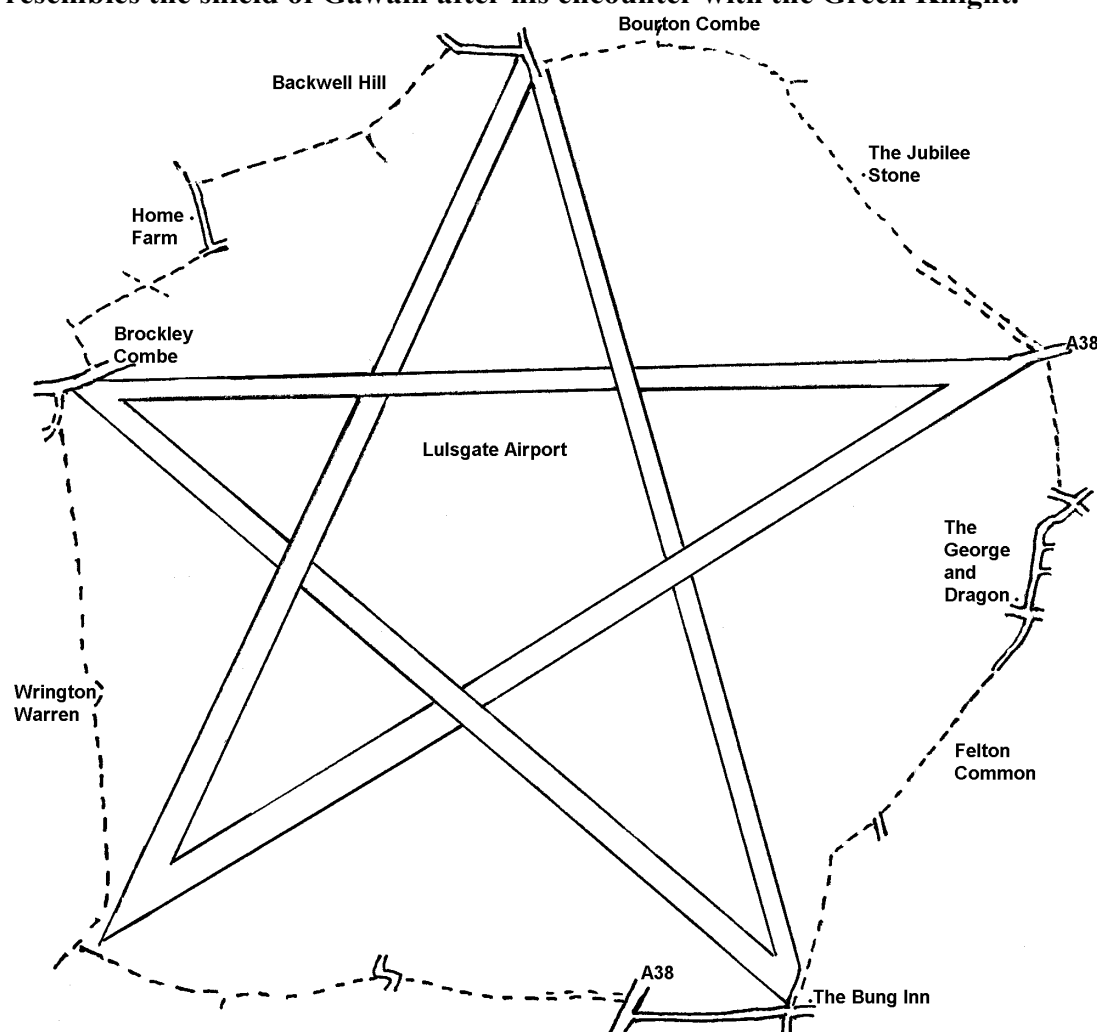 resembles the shield of Gawain after his encounter with the Green Knight.
Bourton Combe
Backwell Hill
The Jubilee
Stone
Home
Farm
Brockley
Combe
A38
Lulsgate Airport
The
George
and
Dragon
Wrington
Warren
Felton
Common
A38
The Bung Inn